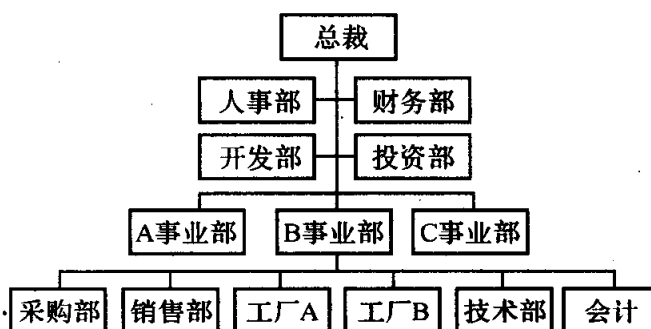 总裁
人事部 财务部
开发部 投资部
A事业部 B事业部 C事业部
采购部 销售部 工厂A 工厂B 技术部 会计